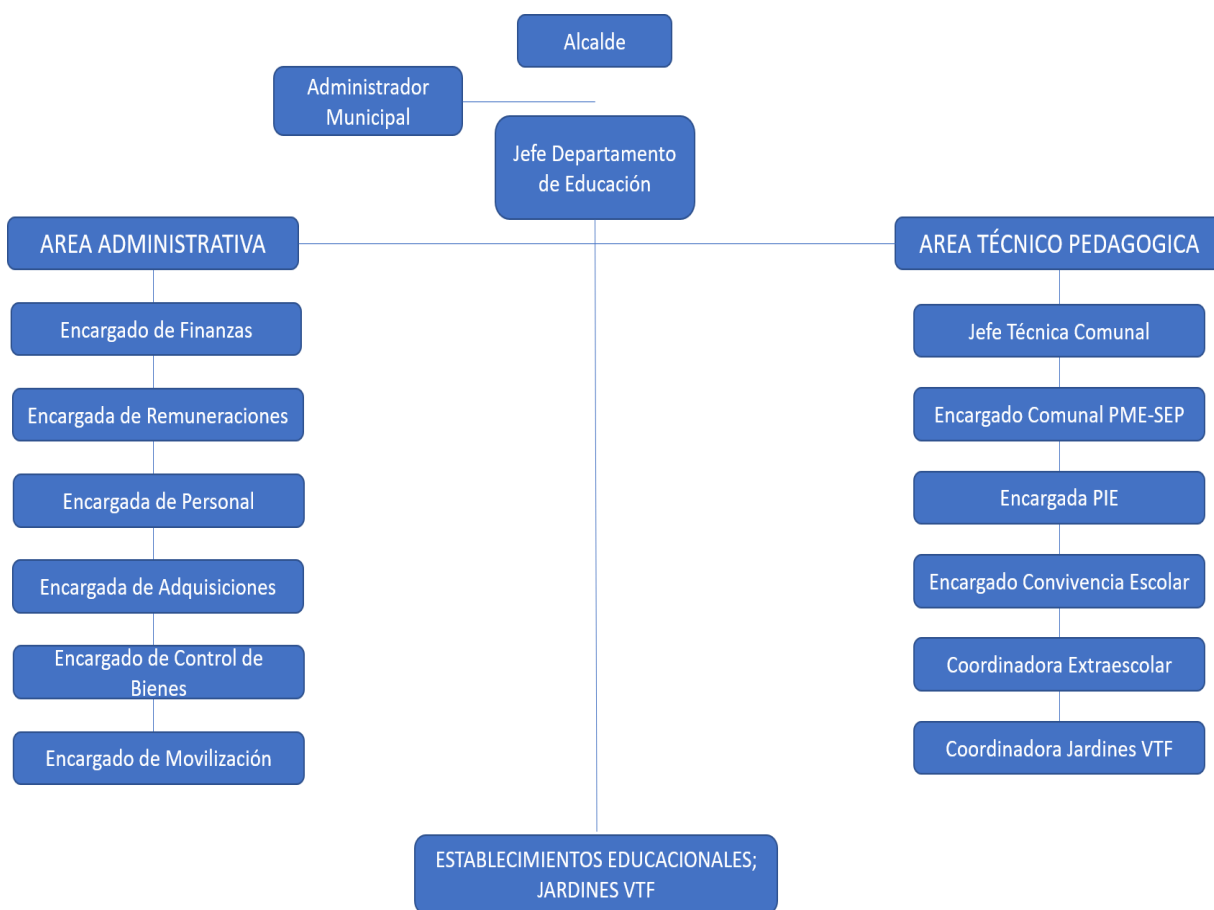 Alcalde
Administrador
Municipal
Jefe Departamento
de Educación
AREA ADMINISTRATIVA
Encargado de Finanzas
Encargada de Remuneraciones
Encargada de Personal
Encargada de Adquisiciones
Encargado de Control de
Bienes
Encargado de Movilización
AREA TÉCNICO PEDAGOGICA
Jefe Técnica Comunal
Encargado Comunal PME-SEP
Encargada PIE
Encargado Convivencia Escolar
Coordinadora Extraescolar
Coordinadora Jardines VTF
ESTABLECIMIENTOS EDUCACIONALES;
JARDINES VTF